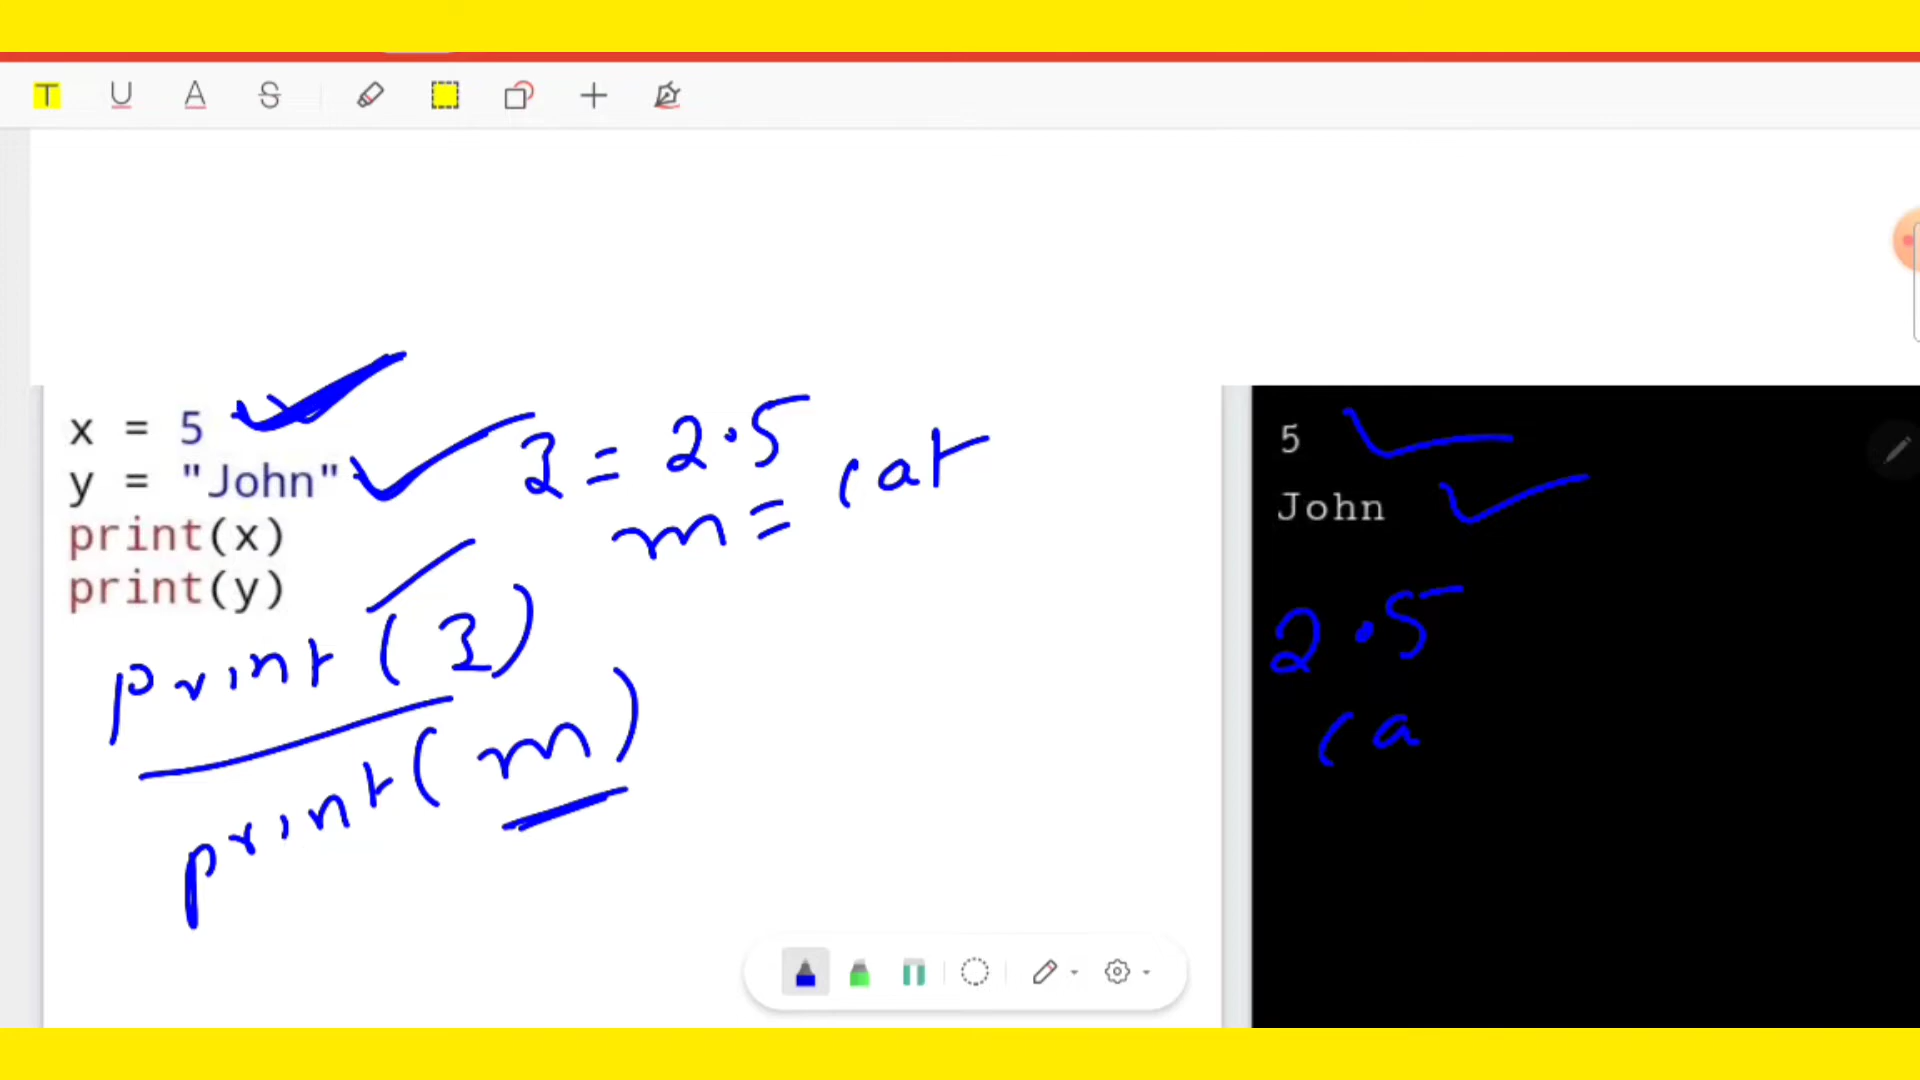 x = 5
y = "John"
print(x)
print(y)
z = 2.5
m = cat
print(z)
print(m)
5
John
2.5
ca